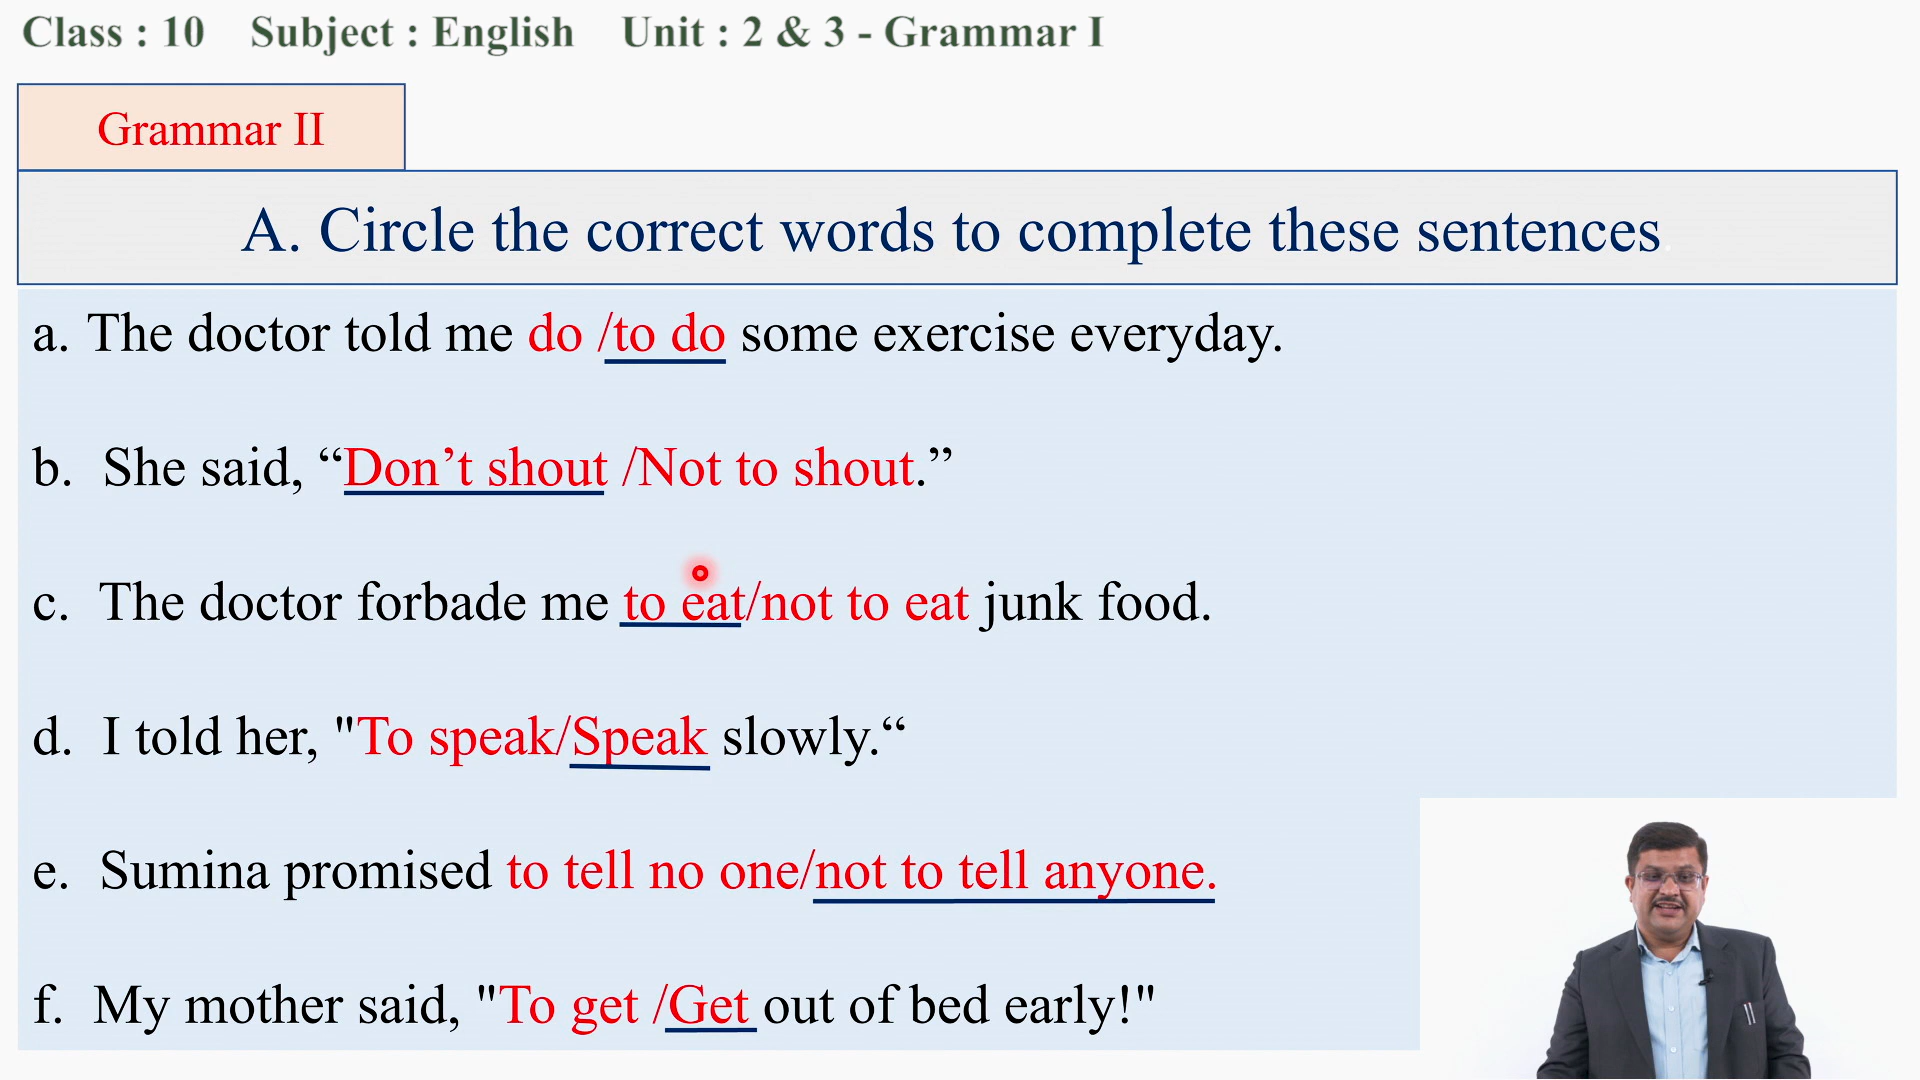 Class : 10 Subject : English Unit : 2 & 3 - Grammar I
Grammar II
A. Circle the correct words to complete these sentences.
a. The doctor told me do /to do some exercise everyday.
b. She said, “Don’t shout /Not to shout.”
c. The doctor forbade me to eat/not to eat junk food.
d. I told her, "To speak/Speak slowly.“
e. Sumina promised to tell no one/not to tell anyone.
f. My mother said, "To get /Get out of bed early!"